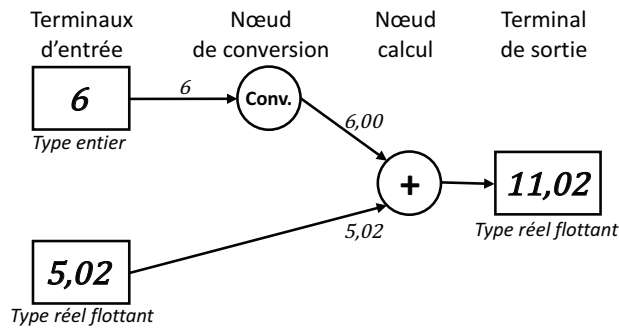 Terminaux
d'entrée
Nœud
de conversion
Nœud
calcul
Terminal
de sortie
6
Type entier
6
Conv.
6,00
+
11,02
Type réel flottant
5,02
5,02
Type réel flottant